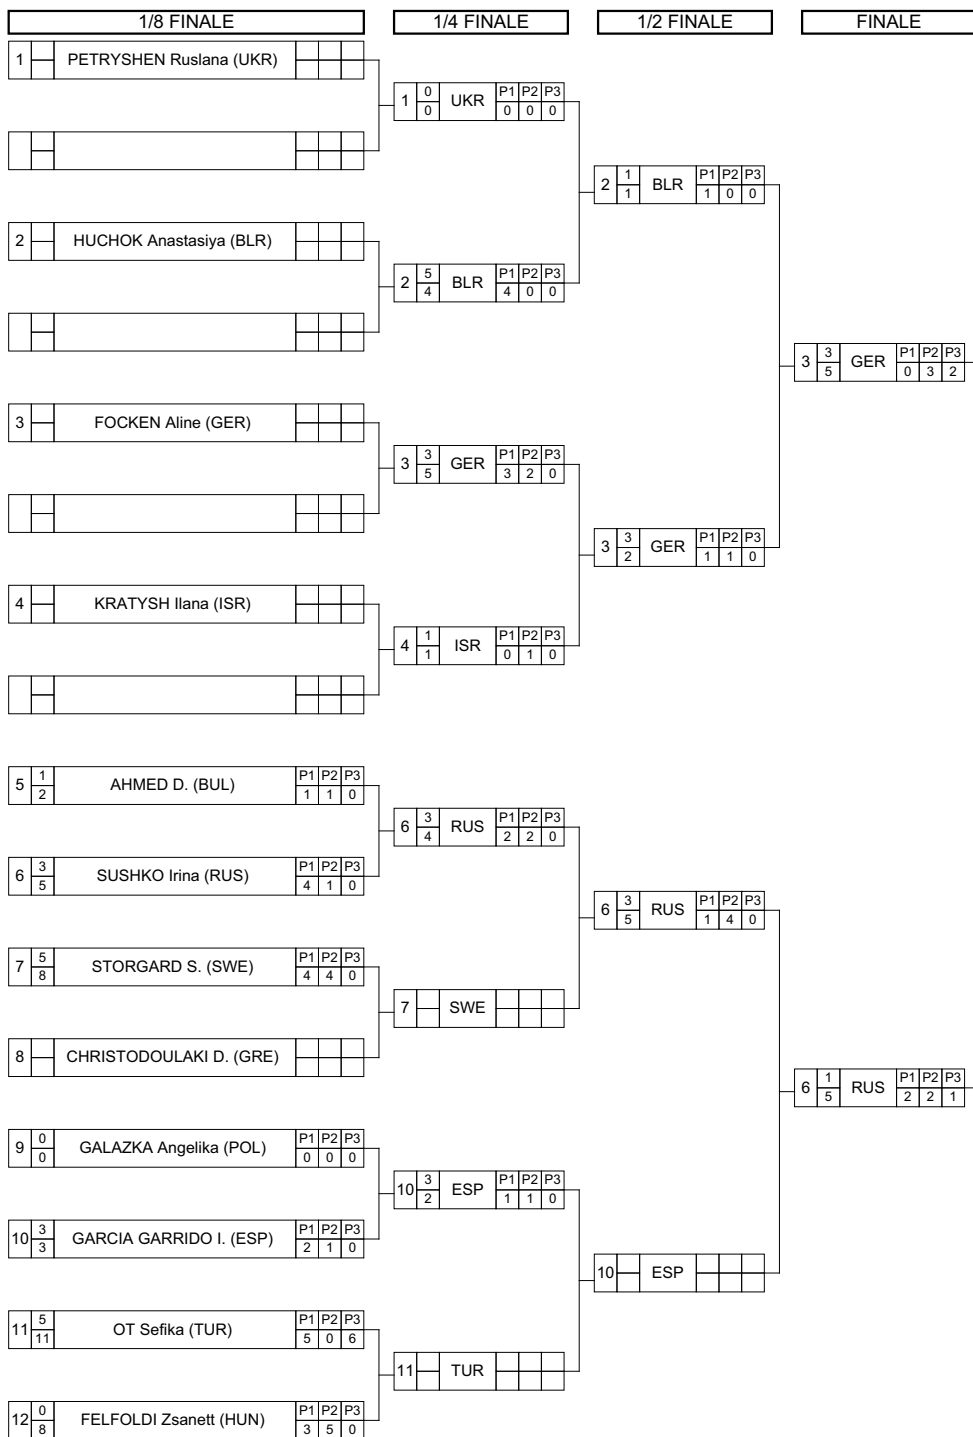 1/8 FINALE 1/4 FINALE 1/2 FINALE FINALE
1 PETRYSHEN Ruslana (UKR)
1 0 0 UKR P1 P2 P3 0 0 0
2 1 1 BLR P1 P2 P3 1 0 0
2 HUCHOK Anastasiya (BLR)
2 5 4 BLR P1 P2 P3 4 0 0
3 3 5 GER P1 P2 P3 0 3 2
3 FOCKEN Aline (GER)
3 3 5 GER P1 P2 P3 3 2 0
3 3 2 GER P1 P2 P3 1 1 0
4 KRATYSH Ilana (ISR)
4 1 1 ISR P1 P2 P3 0 1 0
5 1 2 AHMED D. (BUL) P1 P2 P3 1 1 0
6 3 4 RUS P1 P2 P3 2 2 0
6 3 5 SUSHKO Irina (RUS) P1 P2 P3 4 1 0
6 3 5 RUS P1 P2 P3 1 4 0
7 5 8 STORGARD S. (SWE) P1 P2 P3 4 4 0
7 SWE
8 CHRISTODOULAKI D. (GRE)
6 1 5 RUS P1 P2 P3 2 2 1
9 0 0 GALAZKA Angelika (POL) P1 P2 P3 0 0 0
10 3 2 ESP P1 P2 P3 1 1 0
10 3 3 GARCIA GARRIDO I. (ESP) P1 P2 P3 2 1 0
10 ESP
11 5 11 OT Sefika (TUR) P1 P2 P3 5 0 6
11 TUR
12 0 8 FELFOLDI Zsanett (HUN) P1 P2 P3 3 5 0